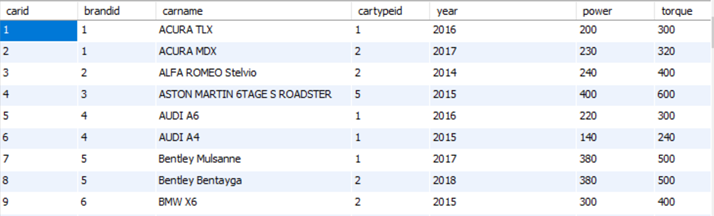 carid brandid carname cartypeid year power torque
1 1 ACURA TLX 1 2016 200 300
2 1 ACURA MDX 2 2017 230 320
3 2 ALFA ROMEO Stelvio 2 2014 240 400
4 3 ASTON MARTIN 6TAGE S ROADSTER 5 2015 400 600
5 4 AUDI A6 1 2016 220 300
6 4 AUDI A4 1 2015 140 240
7 5 Bentley Mulsanne 1 2017 380 500
8 5 Bentley Bentayga 2 2018 380 500
9 6 BMW X6 2 2015 300 400